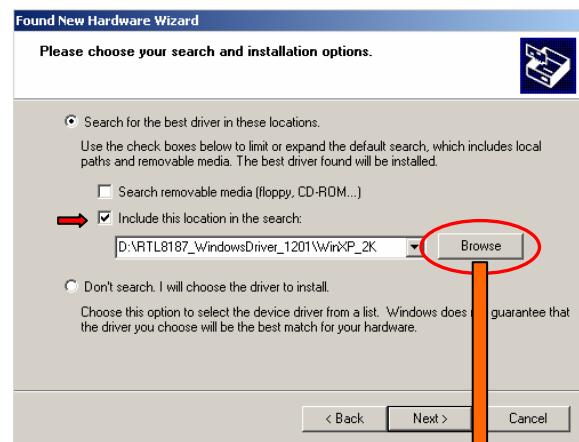 Found New Hardware Wizard
Please choose your search and installation options.
Search for the best driver in these locations.
Use the check boxes below to limit or expand the default search, which includes local
paths and removable media. The best driver found will be installed.
Search removable media (floppy, CD-ROM...)
Include this location in the search:
D:\RTL8187_WindowsDriver_1201\WinXP_2K
Browse
Don't search. I will choose the driver to install.
Choose this option to select the device driver from a list. Windows does guarantee that
the driver you choose will be the best match for your hardware.
< Back Next > Cancel